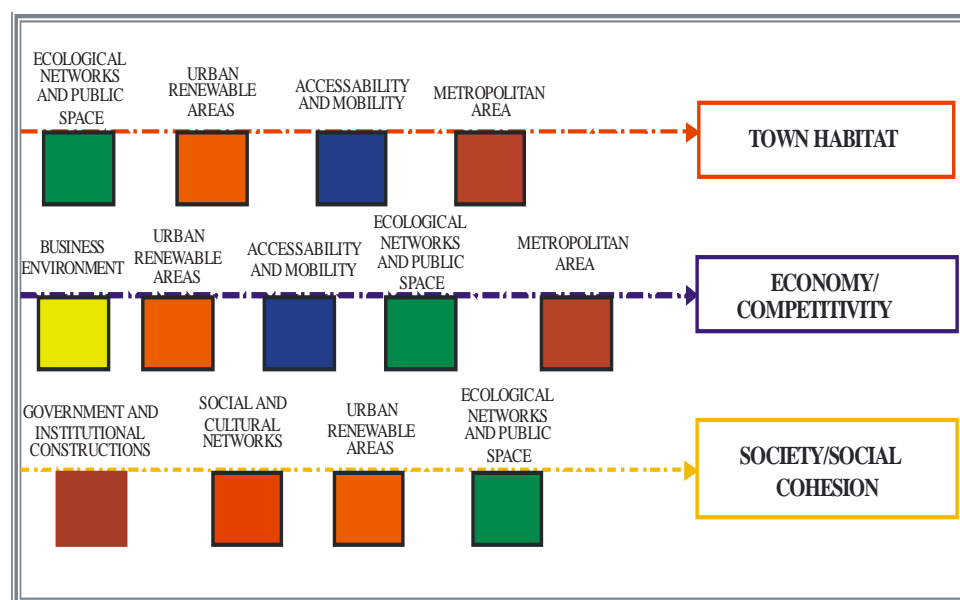 ECOLOGICAL
NETWORKS
AND PUBLIC
SPACE
URBAN
RENEWABLE
AREAS
ACCESSABILITY
AND MOBILITY
METROPOLITAN
AREA
TOWN HABITAT
BUSINESS
ENVIRONMENT
URBAN
RENEWABLE
AREAS
ACCESSABILITY
AND MOBILITY
ECOLOGICAL
NETWORKS
AND PUBLIC
SPACE
METROPOLITAN
AREA
ECONOMY/
COMPETITIVITY
GOVERNMENT AND
INSTITUTIONAL
CONSTRUCTIONS
SOCIAL AND
CULTURAL
NETWORKS
URBAN
RENEWABLE
AREAS
ECOLOGICAL
NETWORKS
AND PUBLIC
SPACE
SOCIETY/SOCIAL
COHESION